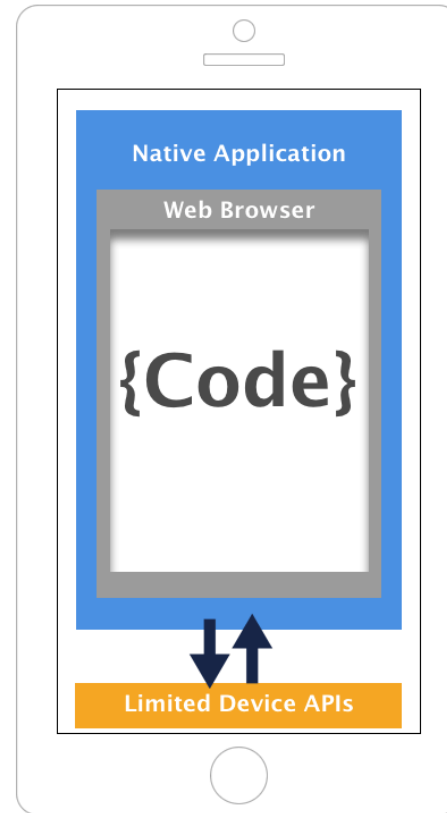 Native Application
Web Browser
{Code}
Limited Device APIs